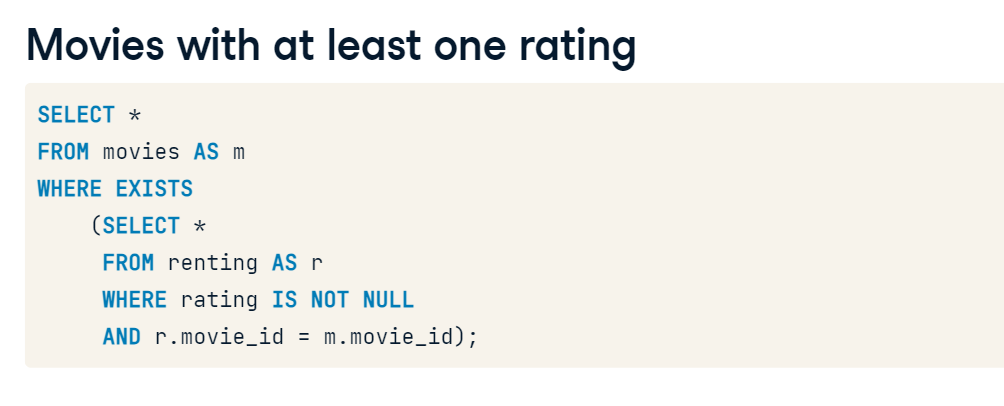 Movies with at least one rating
SELECT *
FROM movies AS m
WHERE EXISTS
(SELECT *
FROM renting AS r
WHERE rating IS NOT NULL
AND r.movie_id = m.movie_id);